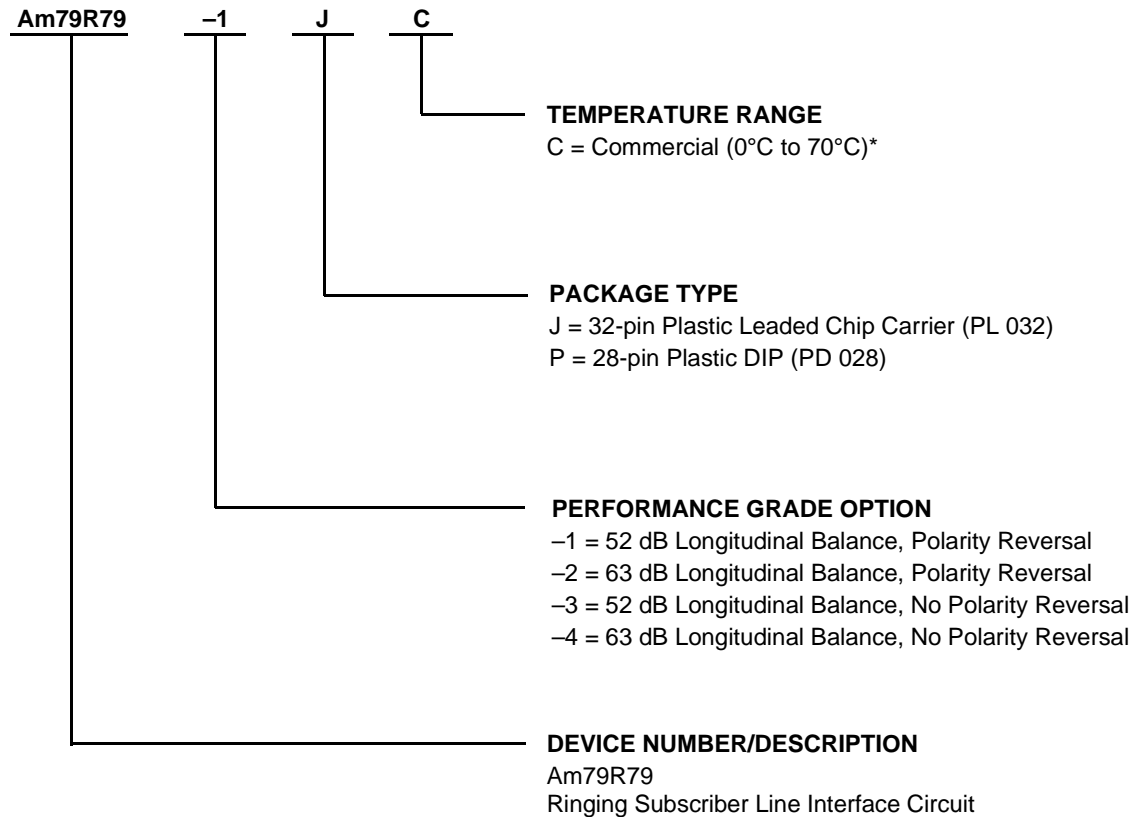 Am79R79 –1 J C
TEMPERATURE RANGE
C = Commercial (0°C to 70°C)*
PACKAGE TYPE
J = 32-pin Plastic Leaded Chip Carrier (PL 032)
P = 28-pin Plastic DIP (PD 028)
PERFORMANCE GRADE OPTION
–1 = 52 dB Longitudinal Balance, Polarity Reversal
–2 = 63 dB Longitudinal Balance, Polarity Reversal
–3 = 52 dB Longitudinal Balance, No Polarity Reversal
–4 = 63 dB Longitudinal Balance, No Polarity Reversal
DEVICE NUMBER/DESCRIPTION
Am79R79
Ringing Subscriber Line Interface Circuit